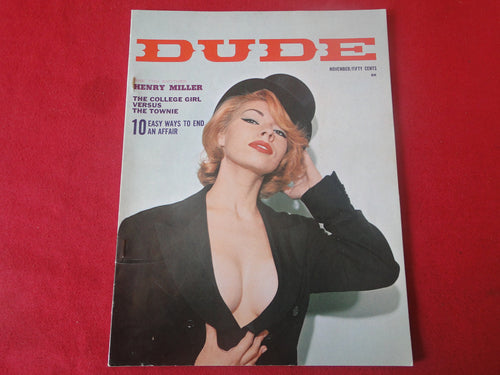 DUDE
NOVEMBER/FIFTY CENTS
HENRY MILLER
THE COLLEGE GIRL
VERSUS
THE TOWNIE
10 EASY WAYS TO END
AN AFFAIR